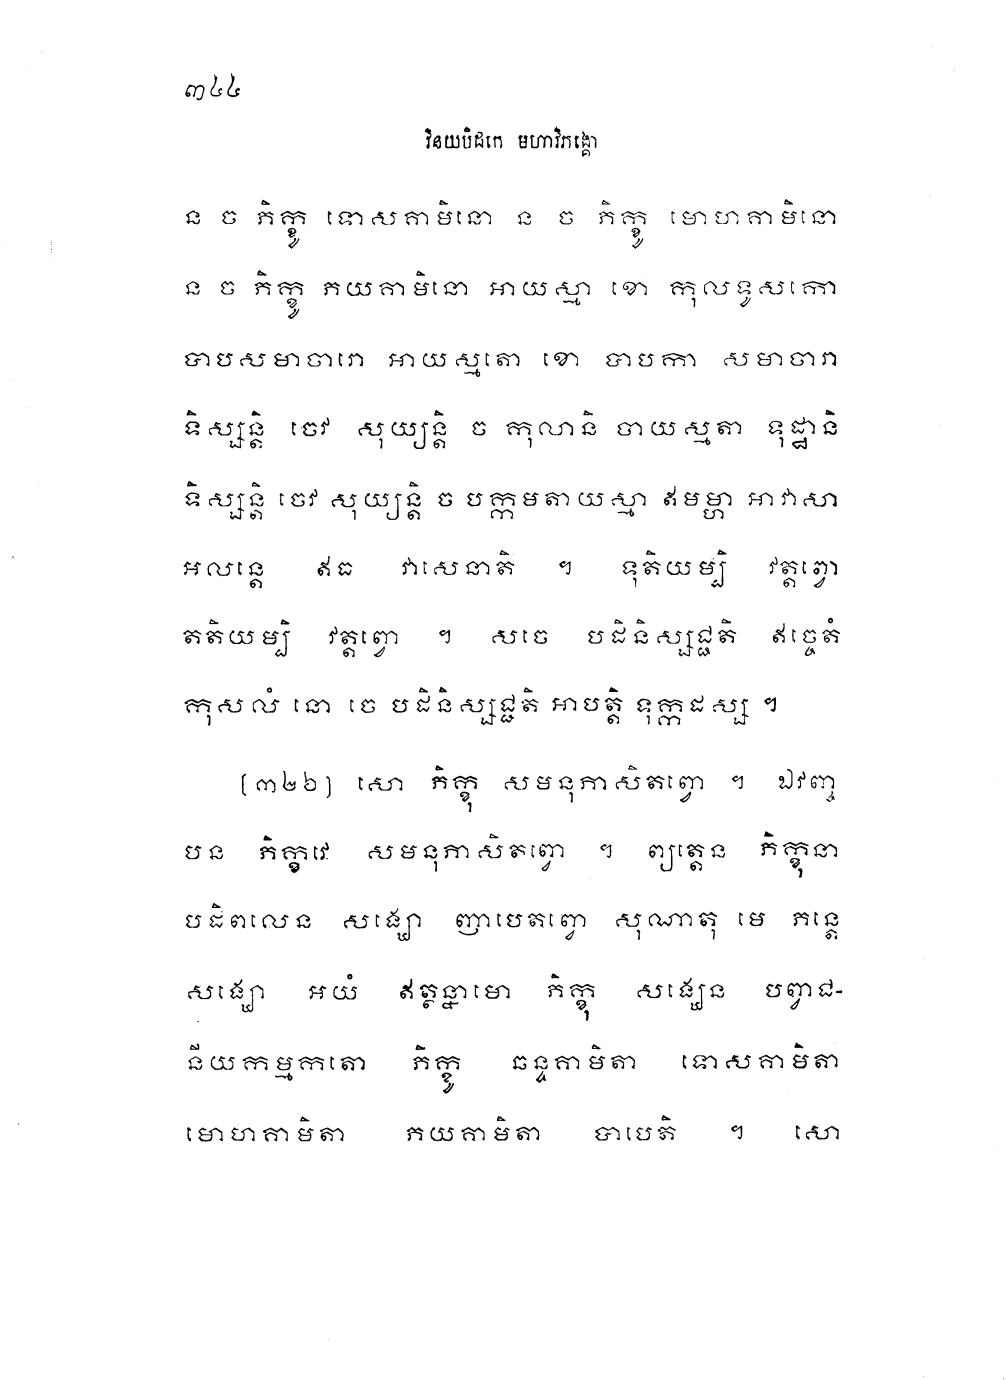 ៣៤៤
វិនយបិដកេ មហាវិភង្គោ
ន ច ភិក្ខូ ទោសគាមិនោ ន ច ភិក្ខូ មោហគាមិនោ
ន ច ភិក្ខូ ភយគាមិនោ អាយស្មា ខោ កុលទូសកោ
បាបសមាចារោ អាយស្មតោ ខោ បាបកា សមាចារា
ទិស្សន្តិ ចេវ សុយ្យន្តិ ច កុលានិ ចាយស្មតា ទុដ្ឋានិ
ទិស្សន្តិ ចេវ សុយ្យន្តិ ច បក្កមតាយស្មា ឥមម្ហា អាវាសា
អលន្តេ ឥធ វាសេនាតិ ។ ទុតិយម្បិ វត្តព្វោ
តតិយម្បិ វត្តព្វោ ។ សចេ បដិនិស្សជ្ជតិ ឥច្ចេតំ
កុសលំ នោ ចេ បដិនិស្សជ្ជតិ អាបត្តិ ទុក្កដស្ស ។
[៣២៦] សោ ភិក្ខុ សមនុភាសិតព្វោ ។ ឯវញ្ច
បន ភិក្ខវេ សមនុភាសិតព្វោ ។ ព្យត្តេន ភិក្ខុនា
បដិពលេន សង្ឃោ ញាបេតព្វោ សុណាតុ មេ ភន្តេ
សង្ឃោ អយំ ឥត្ថន្នាមោ ភិក្ខុ សង្ឃេន បញ្វាជ-
នីយកម្មកតោ ភិក្ខូ ឆន្ទគាមិតា ទោសគាមិតា
មោហគាមិតា ភយគាមិតា បាបេតិ ។ សោ